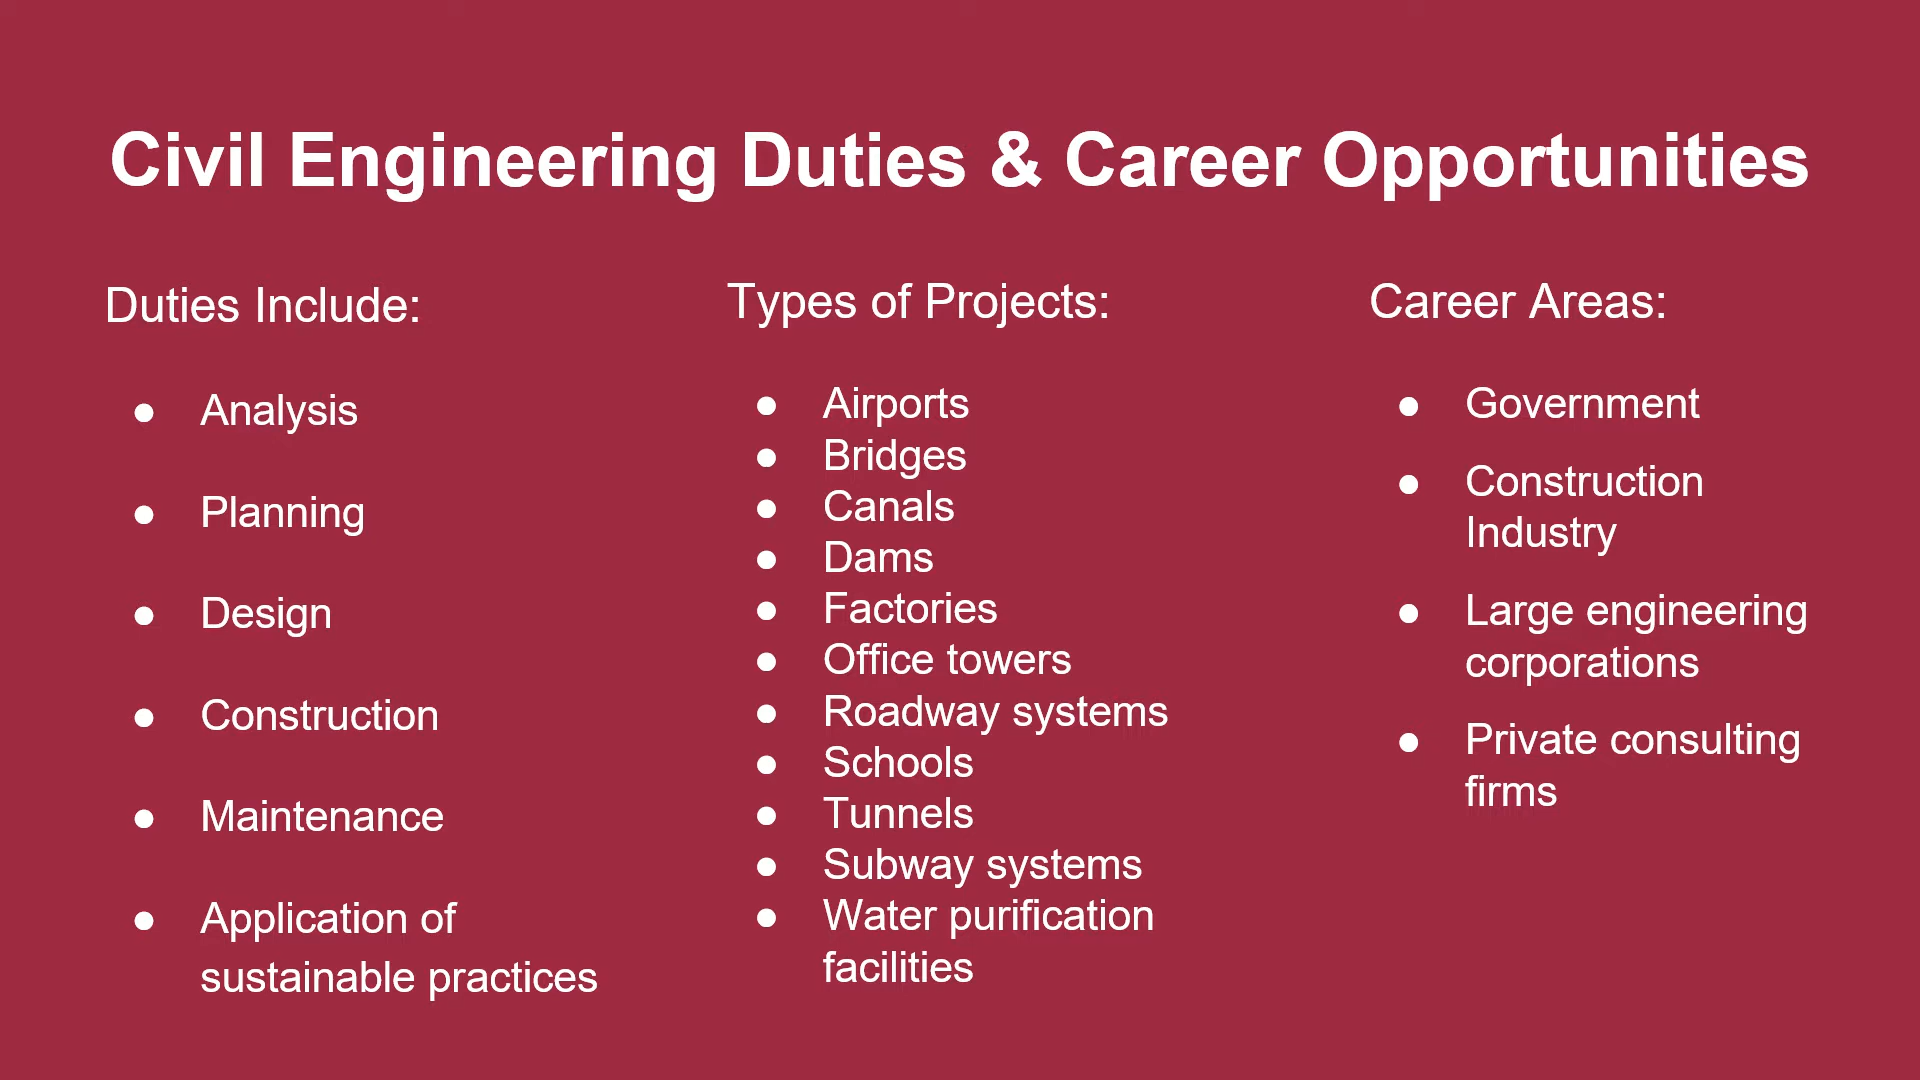 Civil Engineering Duties & Career Opportunities
Duties Include:
● Analysis
● Planning
● Design
● Construction
● Maintenance
● Application of
sustainable practices
Types of Projects:
● Airports
● Bridges
● Canals
● Dams
● Factories
● Office towers
● Roadway systems
● Schools
● Tunnels
● Subway systems
● Water purification
facilities
Career Areas:
● Government
● Construction
Industry
● Large engineering
corporations
● Private consulting
firms